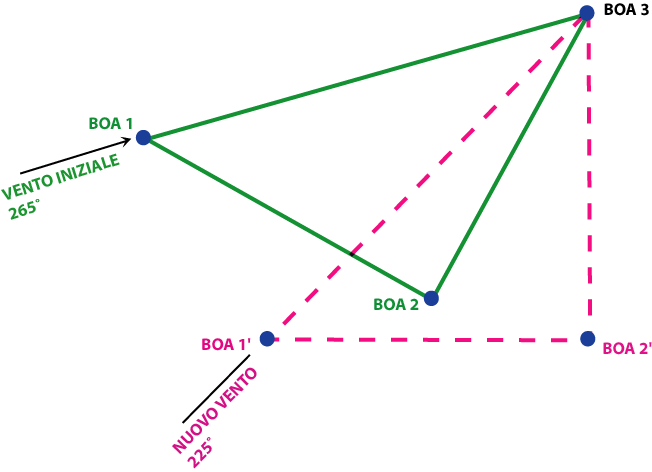 BOA 3
BOA 1
VENTO INIZIALE
265°
BOA 2
BOA 1'
BOA 2'
NUOVO VENTO
225°